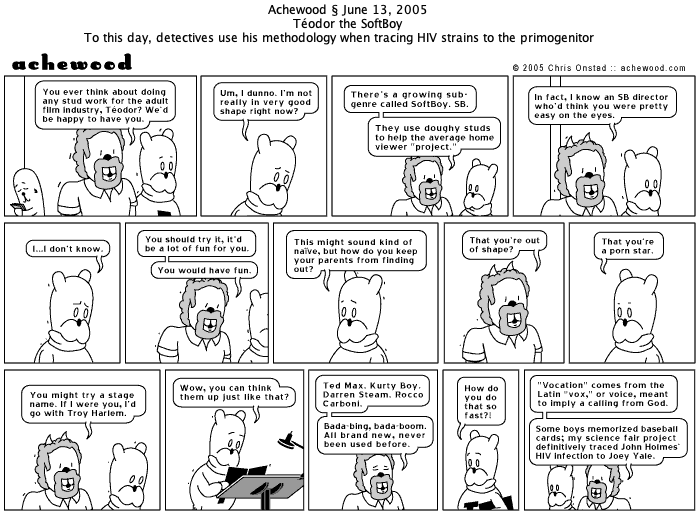 Achewood § June 13, 2005
Téodor the SoftBoy
To this day, detectives use his methodology when tracing HIV strains to the primogenitor
achewood
© 2005 Chris Onstad :: achewood.com
You ever think about doing
any stud work for the adult
film industry, Téodor? We'd
be happy to have you.
Um, I dunno. I'm not
really in very good
shape right now?
There's a growing sub-
genre called SoftBoy. SB.
They use doughy studs
to help the average home
viewer "project."
In fact, I know an SB director
who'd think you were pretty
easy on the eyes.
I...I don't know.
You should try it, it'd
be a lot of fun for you.
You would have fun.
This might sound kind of
naïve, but how do you keep
your parents from finding
out?
That you're out
of shape?
That you're
a porn star.
You might try a stage
name. If I were you, I'd
go with Troy Harlem.
Wow, you can think
them up just like that?
Ted Max. Kurty Boy.
Darren Steam. Rocco
Carboni.
Bada-bing, bada-boom.
All brand new, never
been used before.
How do
you do
that so
fast?!
"Vocation" comes from the
Latin "vox," or voice, meant
to imply a calling from God.
Some boys memorized baseball
cards; my science fair project
definitively traced John Holmes'
HIV infection to Joey Yale.